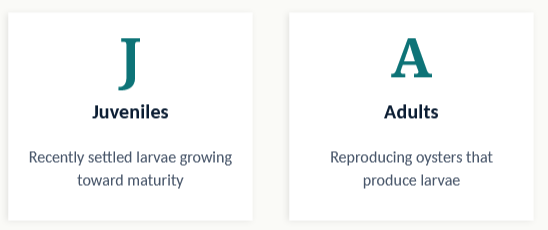 J
Juveniles
Recently settled larvae growing
toward maturity
A
Adults
Reproducing oysters that
produce larvae